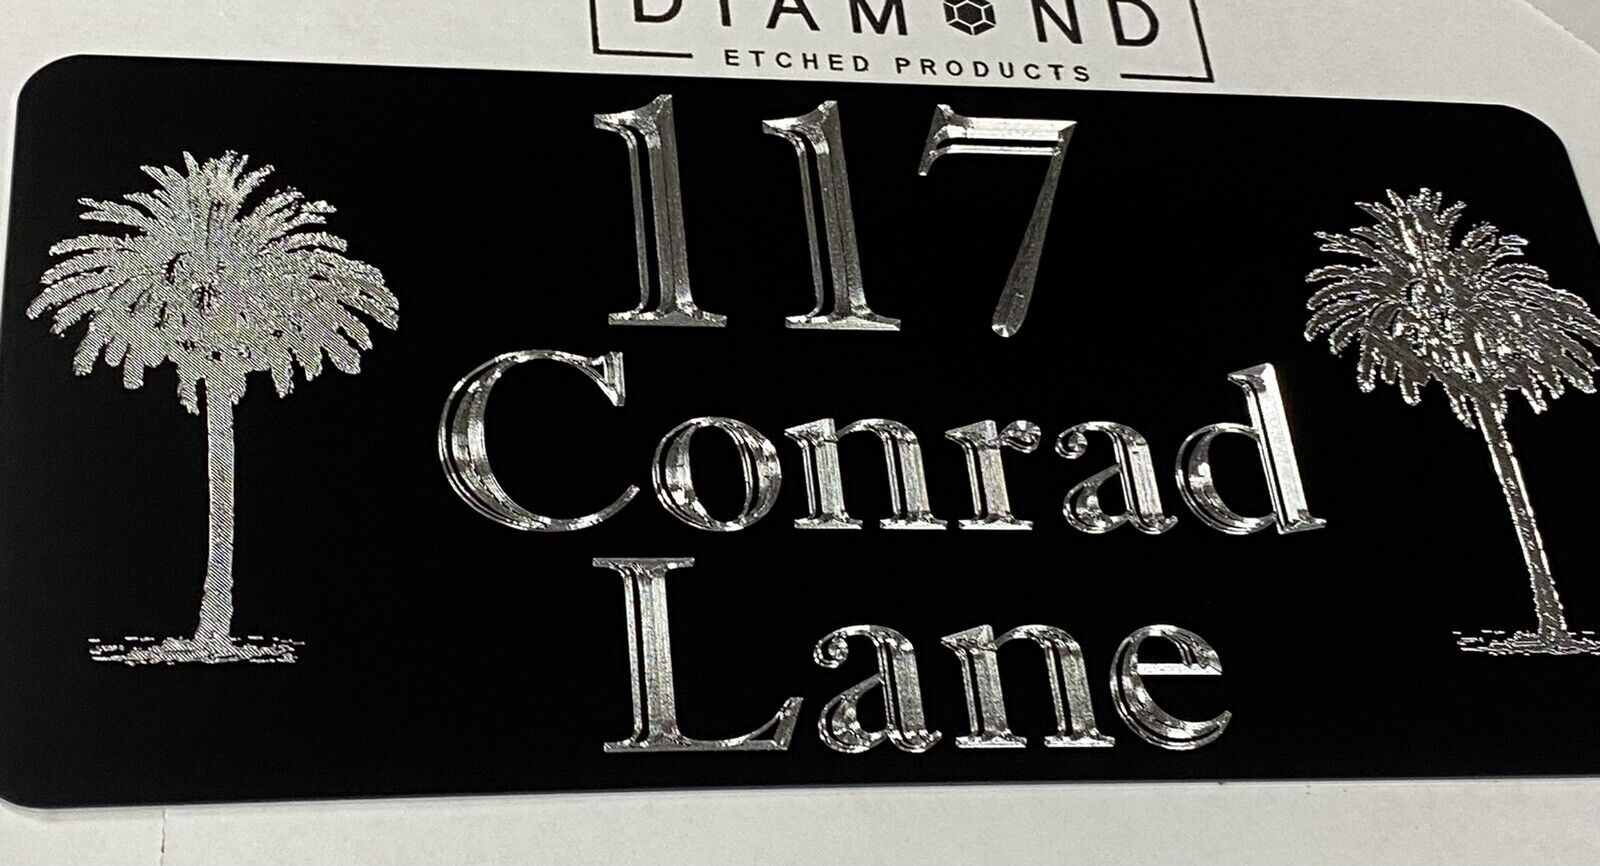 DIAMOND
ETCHED PRODUCTS
117
Conrad
Lane